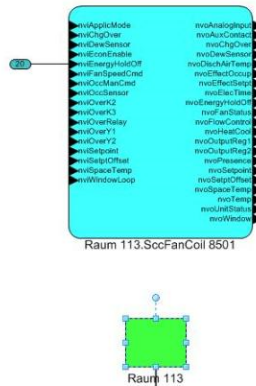 nviApplicMode
nviChgOver
nviDewSensor
nviEconEnable
20
nviEnergyHoldOff
nviFanSpeedCmd
nviOccManCmd
nviOccSensor
nviOverK2
nviOverK3
nviOverRelay
nviOverY1
nviOverY2
nviSetpoint
nviSetptOffset
nviSpaceTemp
nviWindowLoop
nvoAnalogInput
nvoAuxContact
nvoChgOver
nvoDewSensor
nvoDischAirTemp
nvoEffectOccup
nvoEffectSetpt
nvoElecTime
nvoEnergyHoldOff
nvoFanStatus
nvoFlowControl
nvoHeatCool
nvoOutputReg1
nvoOutputReg2
nvoPresence
nvoSetpoint
nvoSetptOffset
nvoSpaceTemp
nvoTemp
nvoUnitStatus
nvoWindow
Raum 113.SccFanCoil 8501
Raum 113